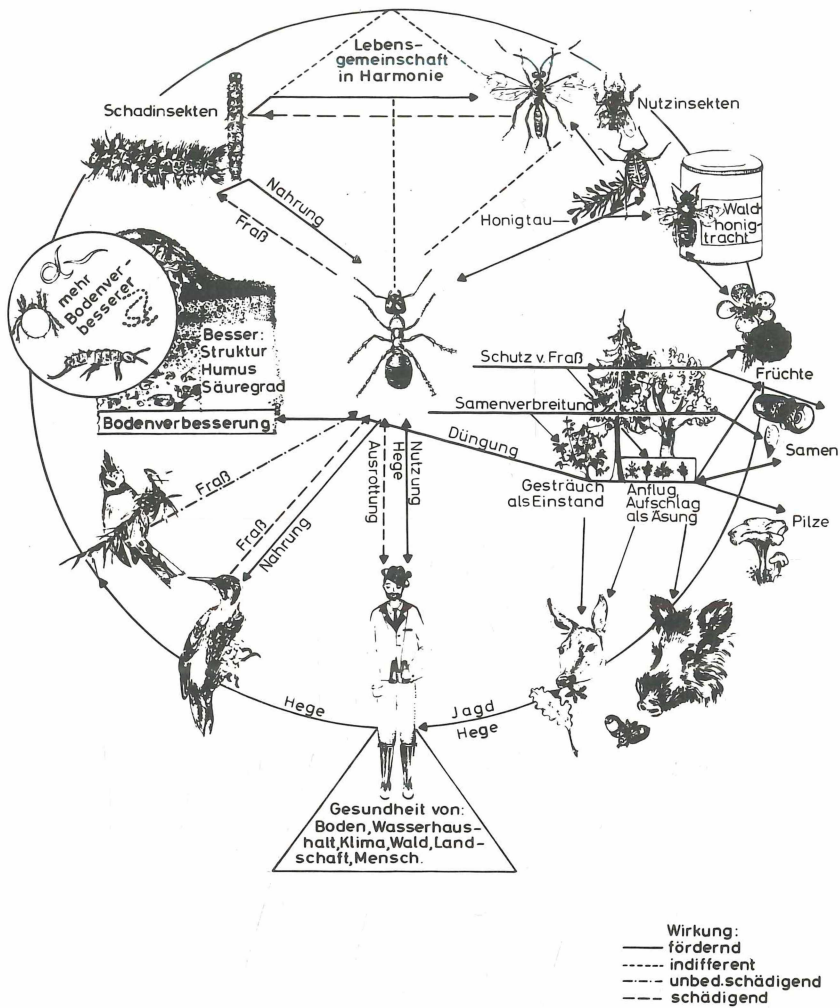 Lebens-
gemeinschaft
in Harmonie
Schadinsekten
Nutzinsekten
Nahrung
Fraß
Honigtau
Wald-
honig-
tracht
mehr
Bodenver-
besserer
Besser:
Struktur
Humus
Säuregrad
Bodenverbesserung
Schutz v. Fraß
Früchte
Samenverbreitung
Samen
Düngung
Gesträuch
als Einstand
Anflug,
Aufschlag
als Äsung
Pilze
Fraß
Fraß
Nahrung
Ausrottung
Hege
Nutzung
Hege
Jagd
Hege
Gesundheit von:
Boden,Wasserhaus-
halt,Klima,Wald,Land-
schaft,Mensch.
Wirkung:
fördernd
indifferent
unbed.schädigend
schädigend